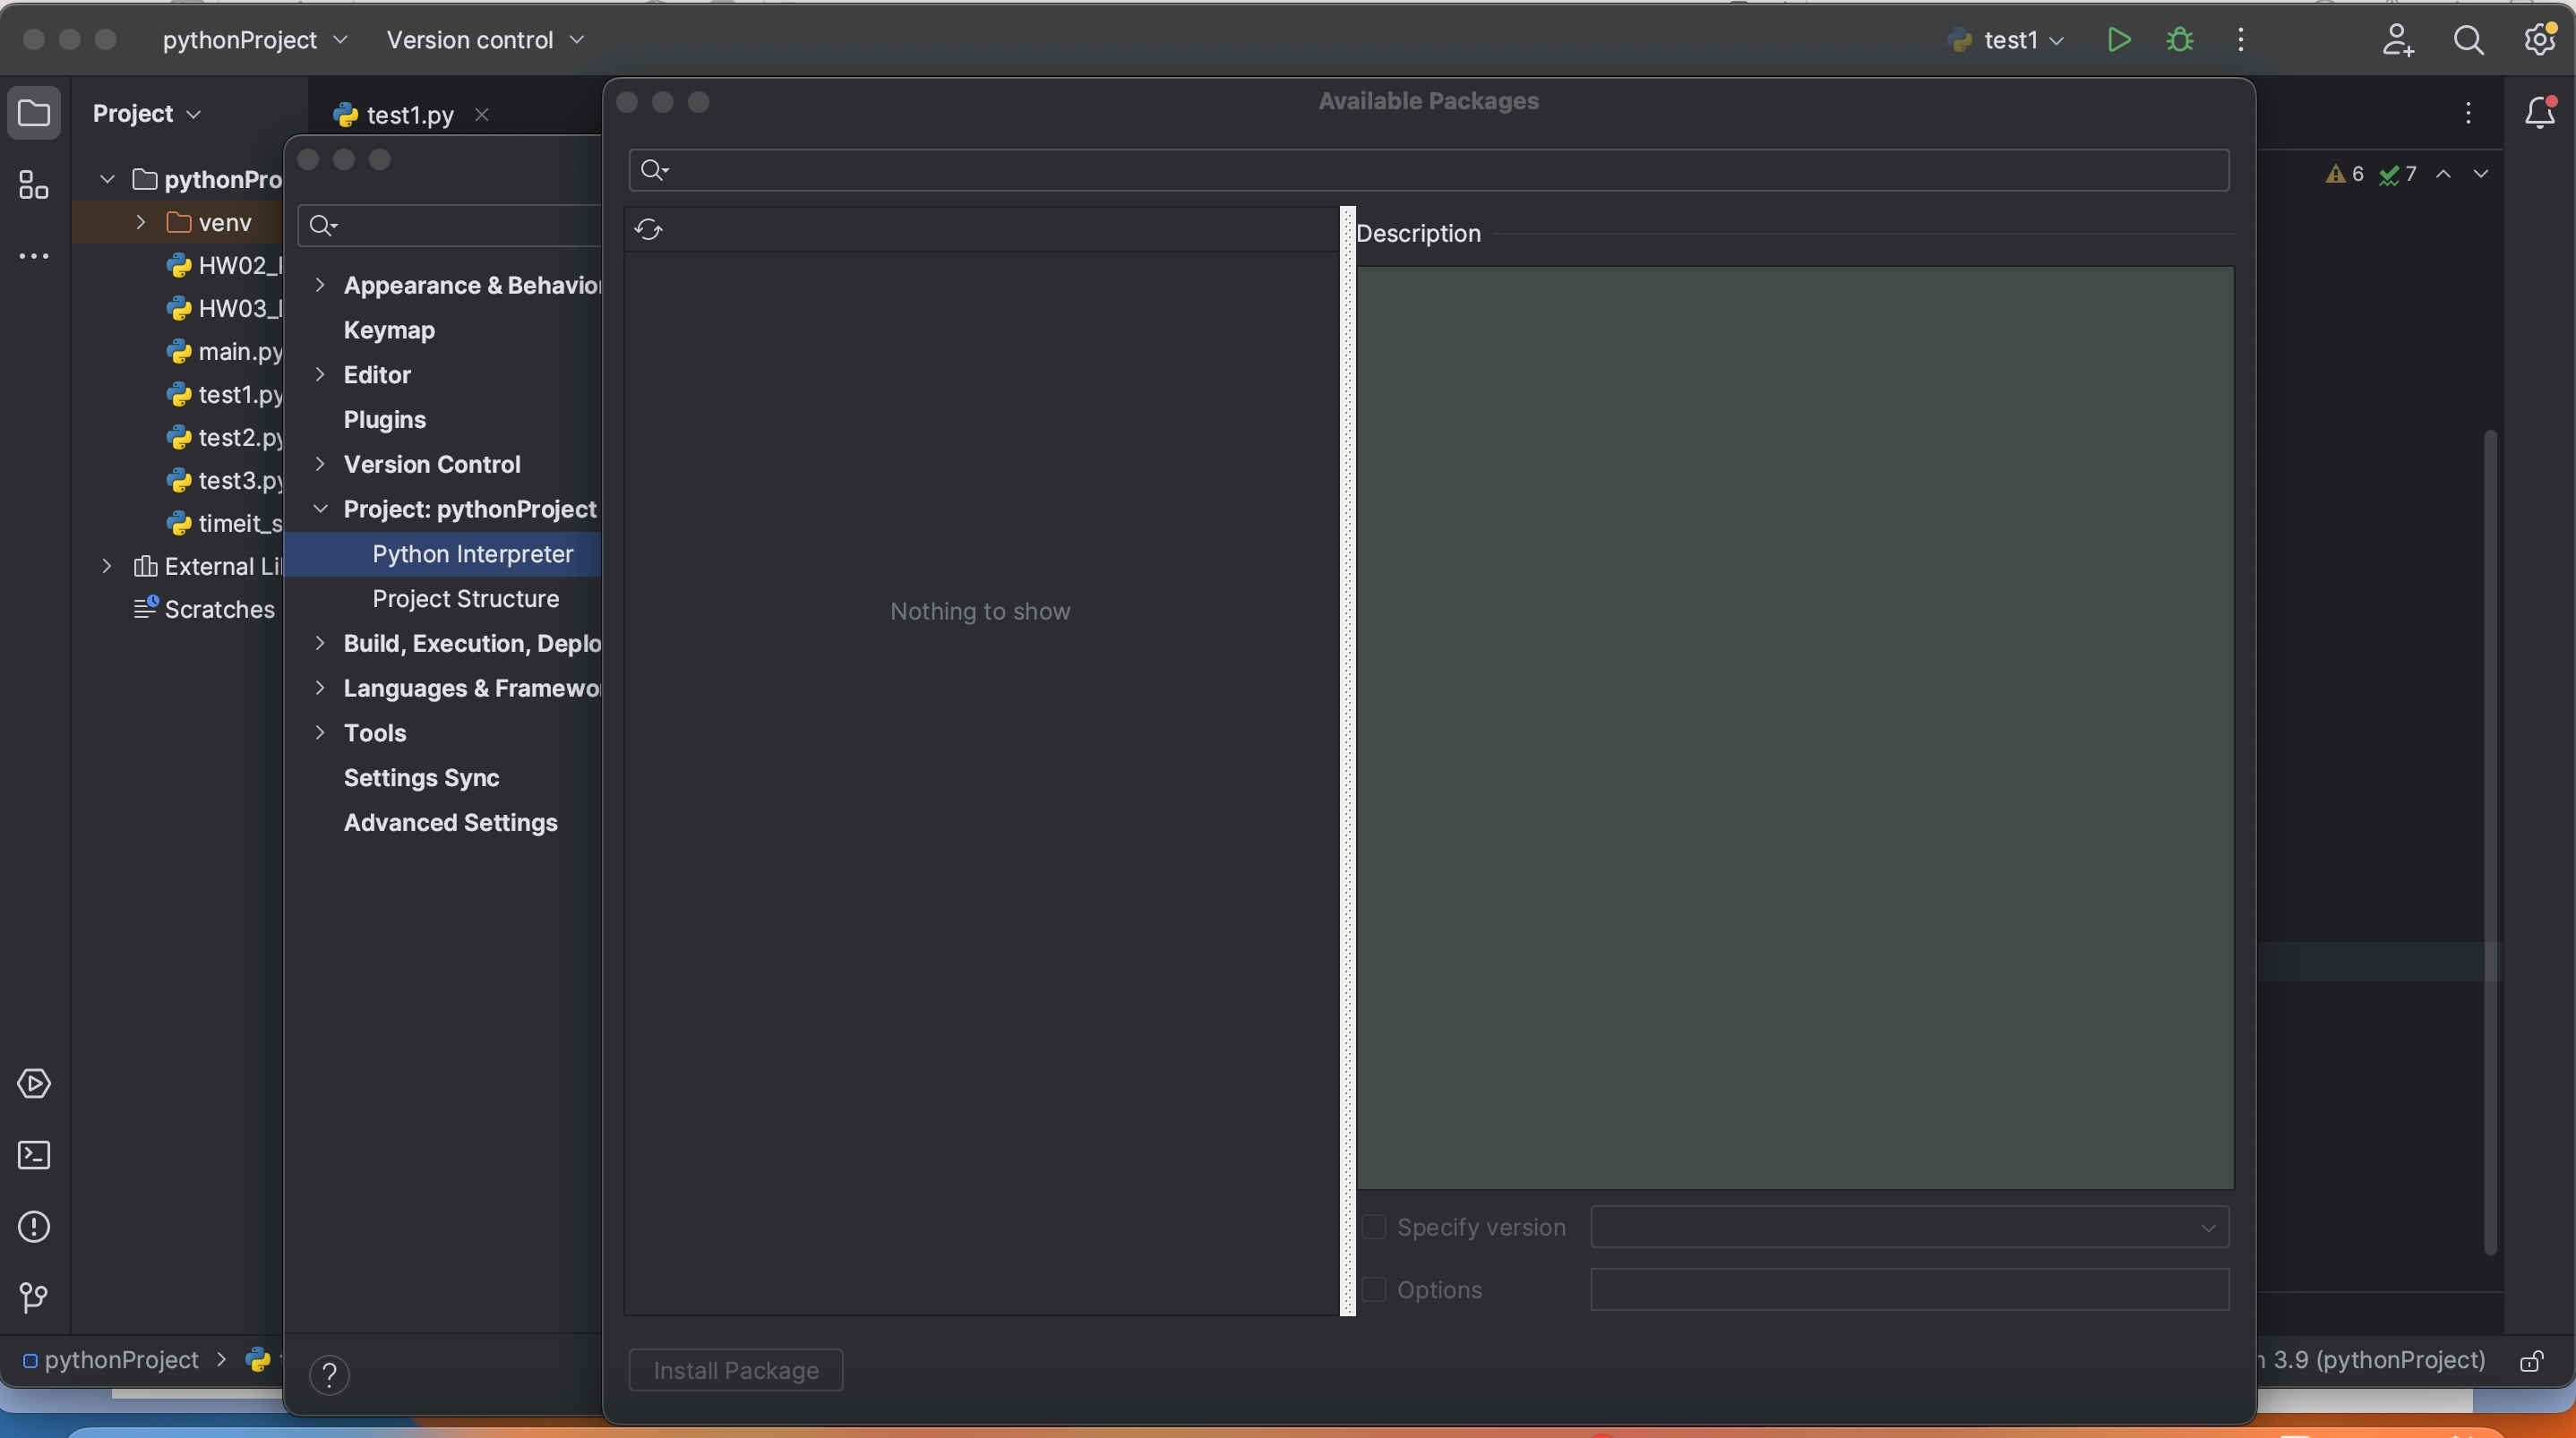 pythonProject
Version control
test1
Project
test1.py
Available Packages
6
7
pythonPro
venv
HW02_
HW03_
main.py
test1.py
test2.py
test3.py
timeit_s
External Li
Scratches
Appearance & Behavior
Keymap
Editor
Plugins
Version Control
Project: pythonProject
Python Interpreter
Project Structure
Build, Execution, Deplo
Languages & Framewo
Tools
Settings Sync
Advanced Settings
?
Description
Nothing to show
Specify version
Options
Install Package
pythonProject
3.9 (pythonProject)